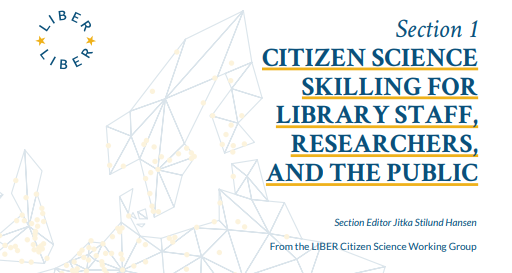 LIBER
LIBER
Section 1
CITIZEN SCIENCE
SKILLING FOR
LIBRARY STAFF,
RESEARCHERS,
AND THE PUBLIC
Section Editor Jitka Stilund Hansen
From the LIBER Citizen Science Working Group